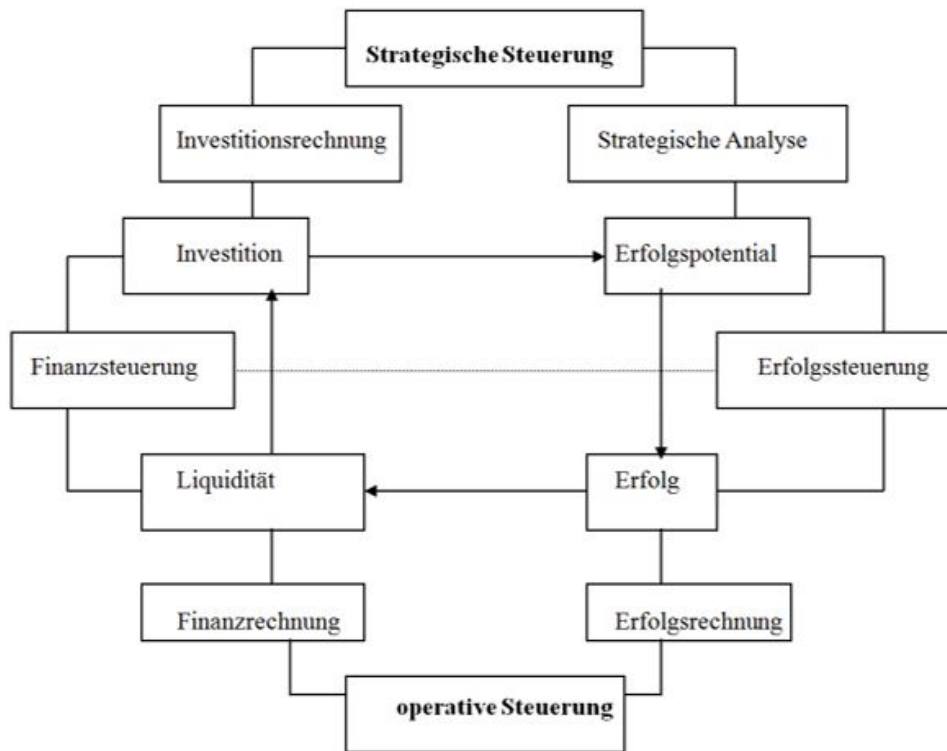 Strategische Steuerung
Investitionsrechnung
Strategische Analyse
Investition
Erfolgspotential
Finanzsteuerung
Erfolgssteuerung
Liquidität
Erfolg
Finanzrechnung
Erfolgsrechnung
operative Steuerung